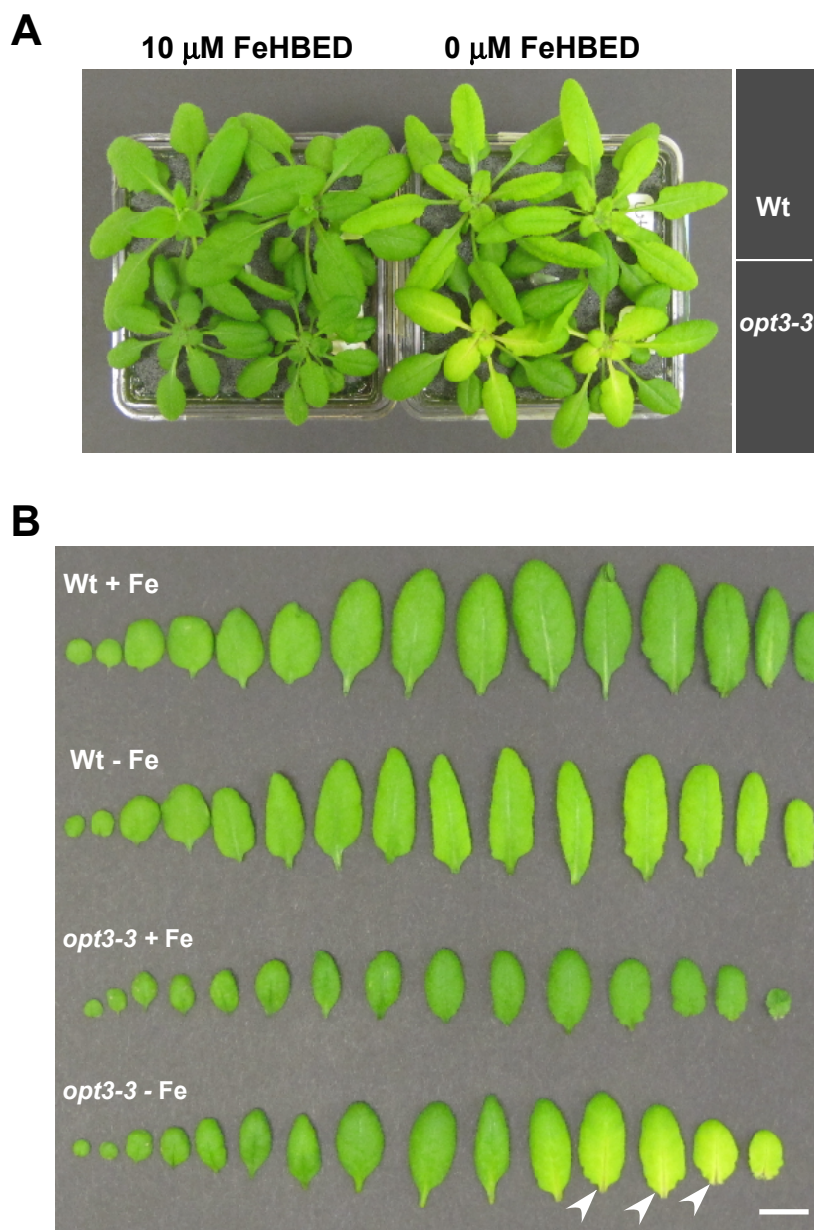 A
10 μM FeHBED
0 μM FeHBED
Wt
opt3-3
B
Wt + Fe
Wt - Fe
opt3-3 + Fe
opt3-3 - Fe